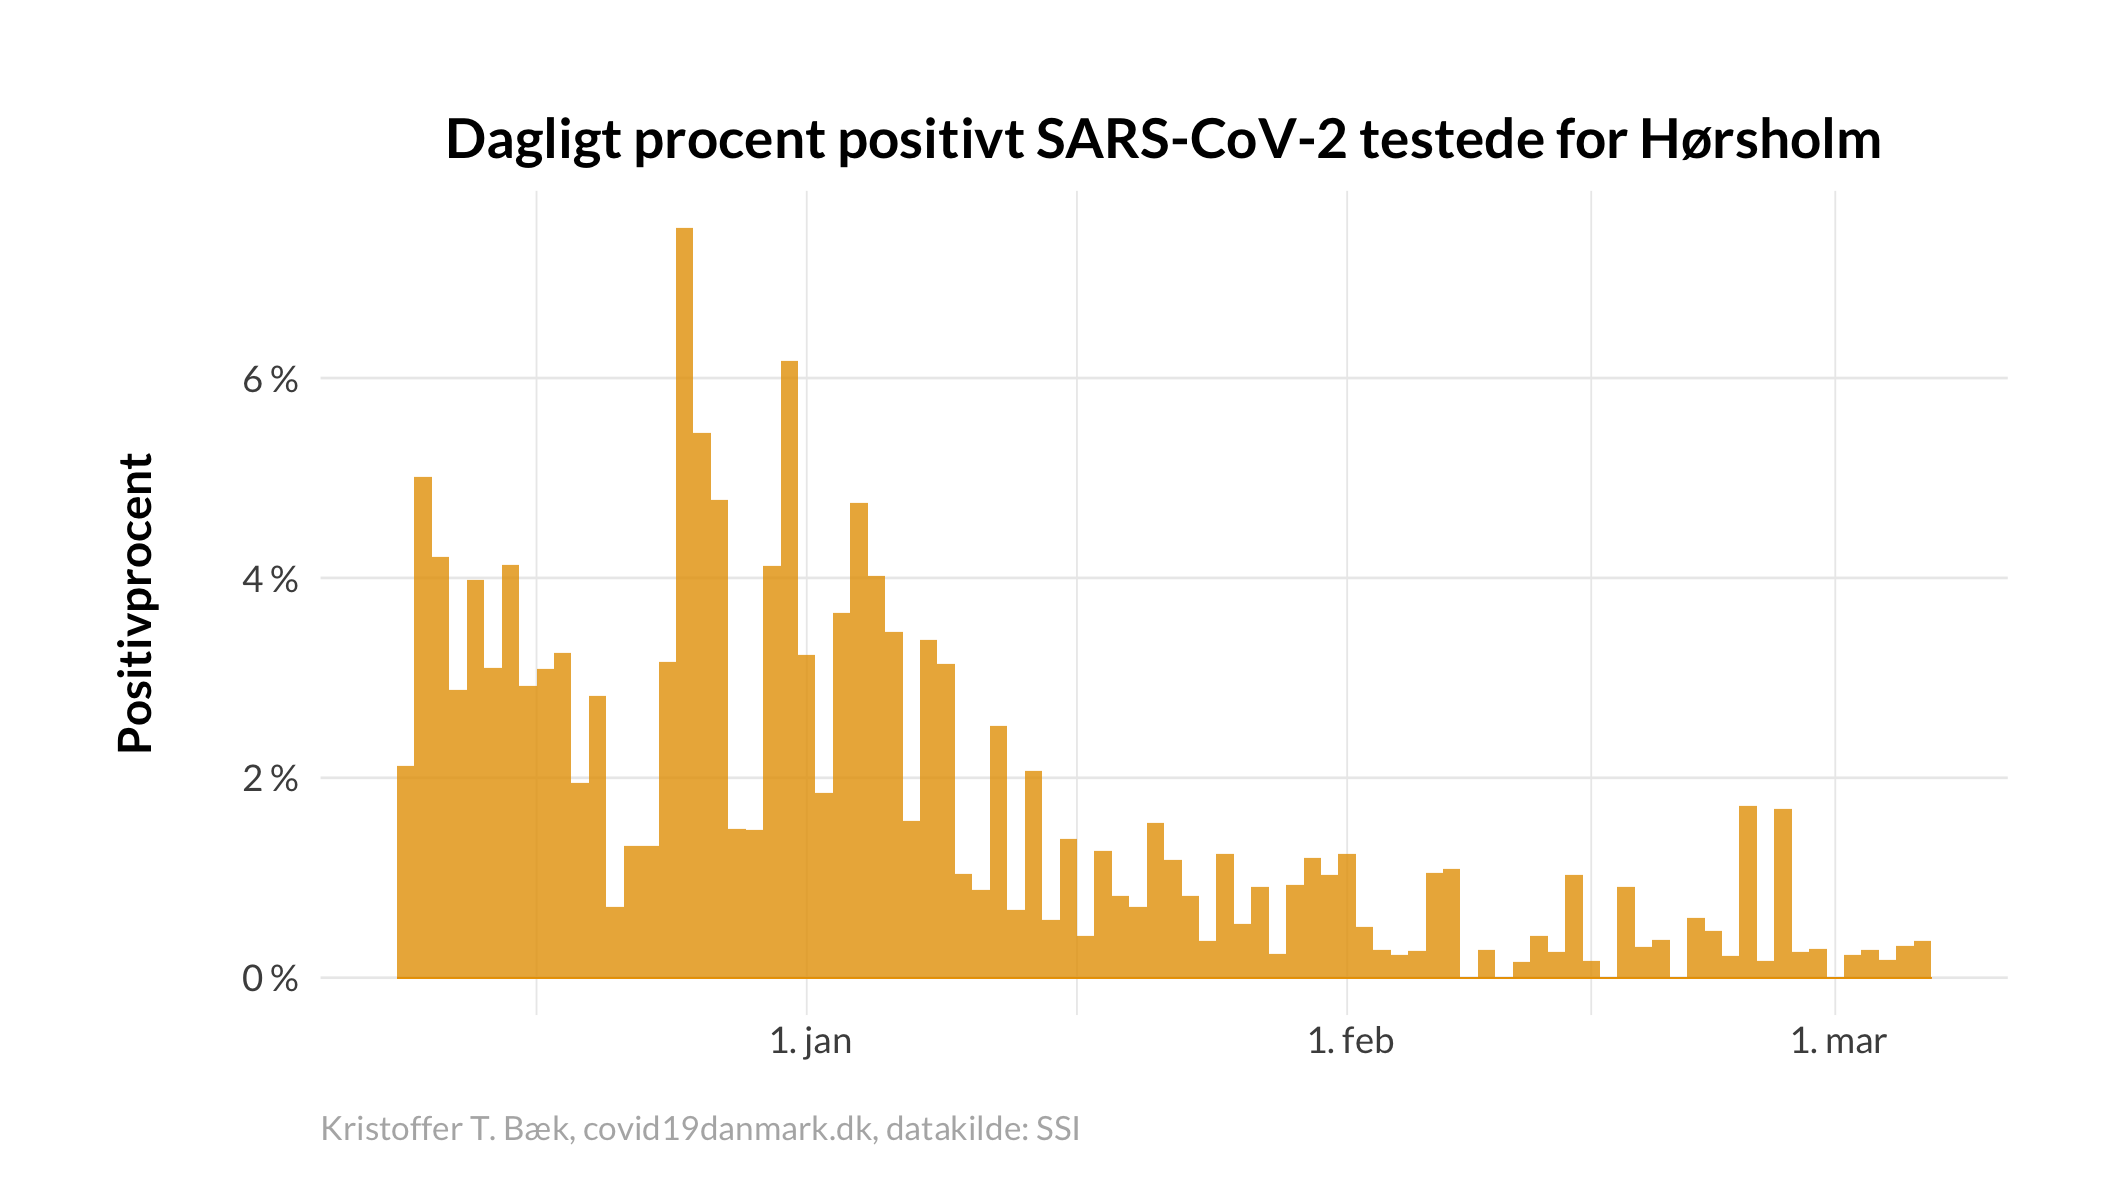 Dagligt procent positivt SARS-CoV-2 testede for Hørsholm
Positivprocent
6 %
4 %
2 %
0 %
1. jan
1. feb
1. mar
Kristoffer T. Bæk, covid19danmark.dk, datakilde: SSI